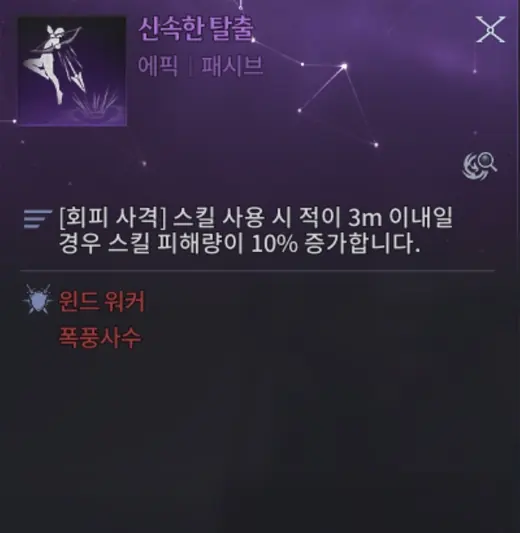 신속한 탈출
에픽 | 패시브
[회피 사격] 스킬 사용 시 적이 3m 이내일
경우 스킬 피해량이 10% 증가합니다.
윈드 워커
폭풍사수